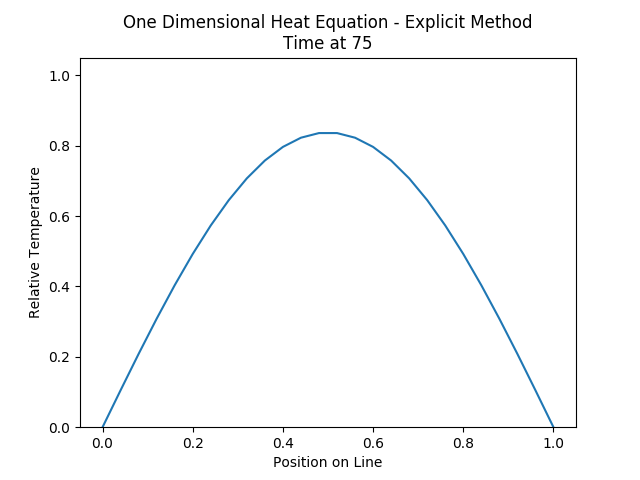 One Dimensional Heat Equation - Explicit Method
Time at 75
1.0
0.8
0.6
0.4
0.2
0.0
Relative Temperature
0.0 0.2 0.4 0.6 0.8 1.0
Position on Line